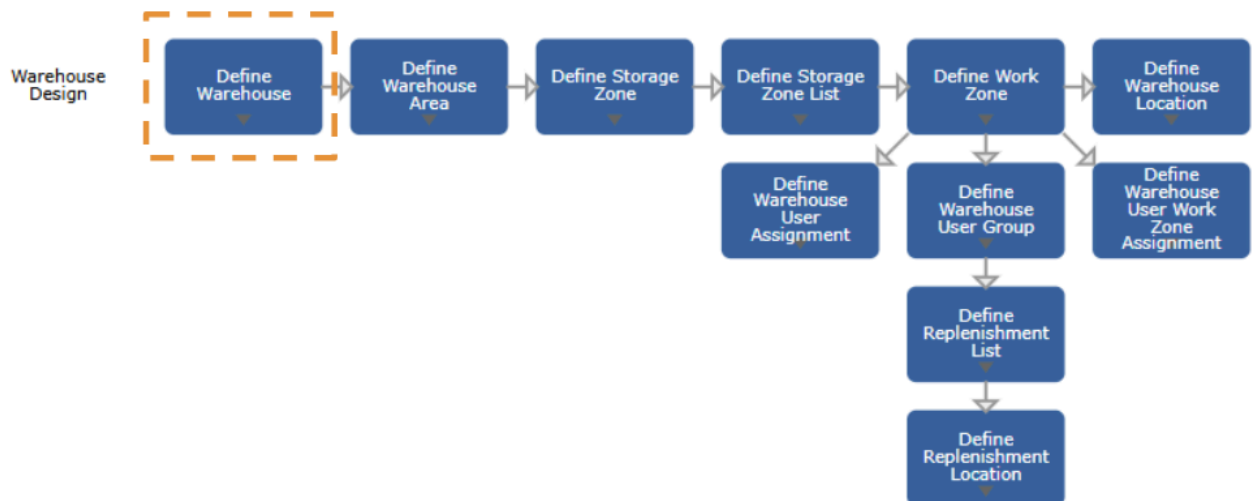 Warehouse
Design
Define
Warehouse
Define
Warehouse
Area
Define Storage
Zone
Define Storage
Zone List
Define Work
Zone
Define
Warehouse
Location
Define
Warehouse
User
Assignment
Define
Warehouse
User Group
Define
Warehouse
User Work
Zone
Assignment
Define
Replenishment
List
Define
Replenishment
Location